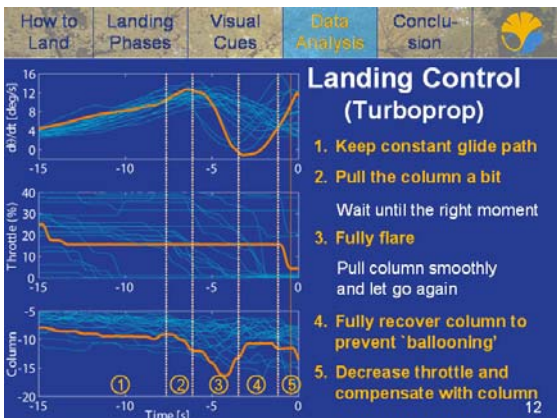 How to Land
Landing Phases
Visual Cues
Data Analysis
Conclu-sion
Landing Control
(Turboprop)
1. Keep constant glide path
2. Pull the column a bit
Wait until the right moment
3. Fully flare
Pull column smoothly
and let go again
4. Fully recover column to
prevent `ballooning'
5. Decrease throttle and
compensate with column
12
dθ/dt [deg/s]
16
12
8
4
0
-15
-10
-5
0
Throttle (%)
40
30
20
10
0
-15
-10
-5
0
Column
-5
-10
-15
-20
1
2
3
4
5
-15
-10
-5
0
Time [s]